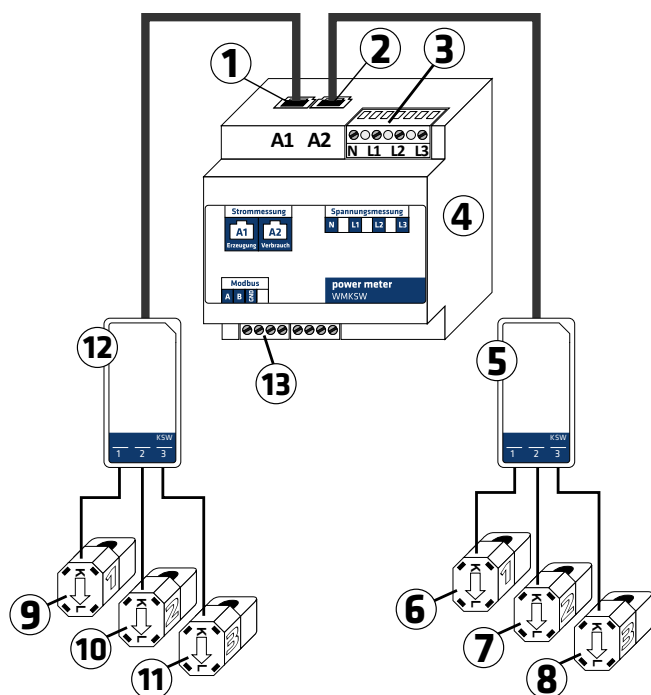 1
2
3
A1 A2
N L1 L2 L3
4
Strommessung
A1 A2
Erzeugung Verbrauch
Spannungsmessung
N L1 L2 L3
Modbus
A B GND
power meter
WMKSW
13
12
KSW
1 2 3
5
KSW
1 2 3
9
K L 1
10
K L 2
11
K L 3
6
K L 1
7
K L 2
8
K L 3